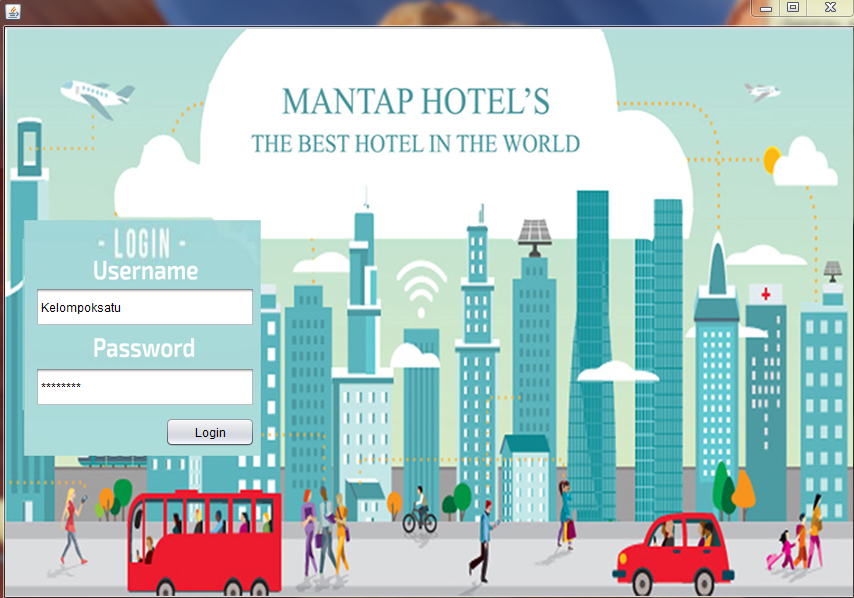 MANTAP HOTEL'S
THE BEST HOTEL IN THE WORLD
- LOGIN -
Username
Kelompoksatu
Password
********
Login